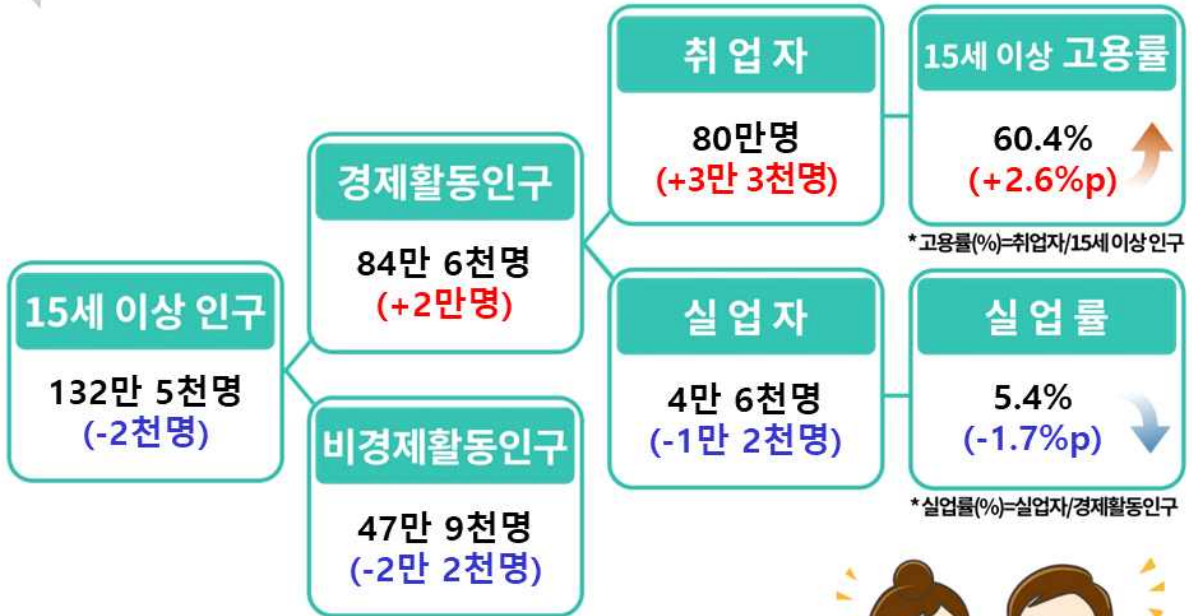 15세 이상 인구
132만 5천명
(-2천명)
경제활동인구
84만 6천명
(+2만명)
비경제활동인구
47만 9천명
(-2만 2천명)
취업자
80만명
(+3만 3천명)
15세 이상 고용률
60.4%
(+2.6%p)
*고용률(%)=취업자/15세 이상 인구
실업자
4만 6천명
(-1만 2천명)
실업률
5.4%
(-1.7%p)
*실업률(%)=실업자/경제활동인구